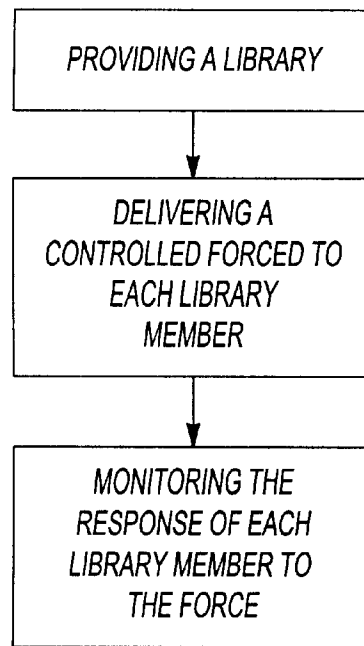 PROVIDING A LIBRARY
DELIVERING A
CONTROLLED FORCED TO
EACH LIBRARY
MEMBER
MONITORING THE
RESPONSE OF EACH
LIBRARY MEMBER TO
THE FORCE